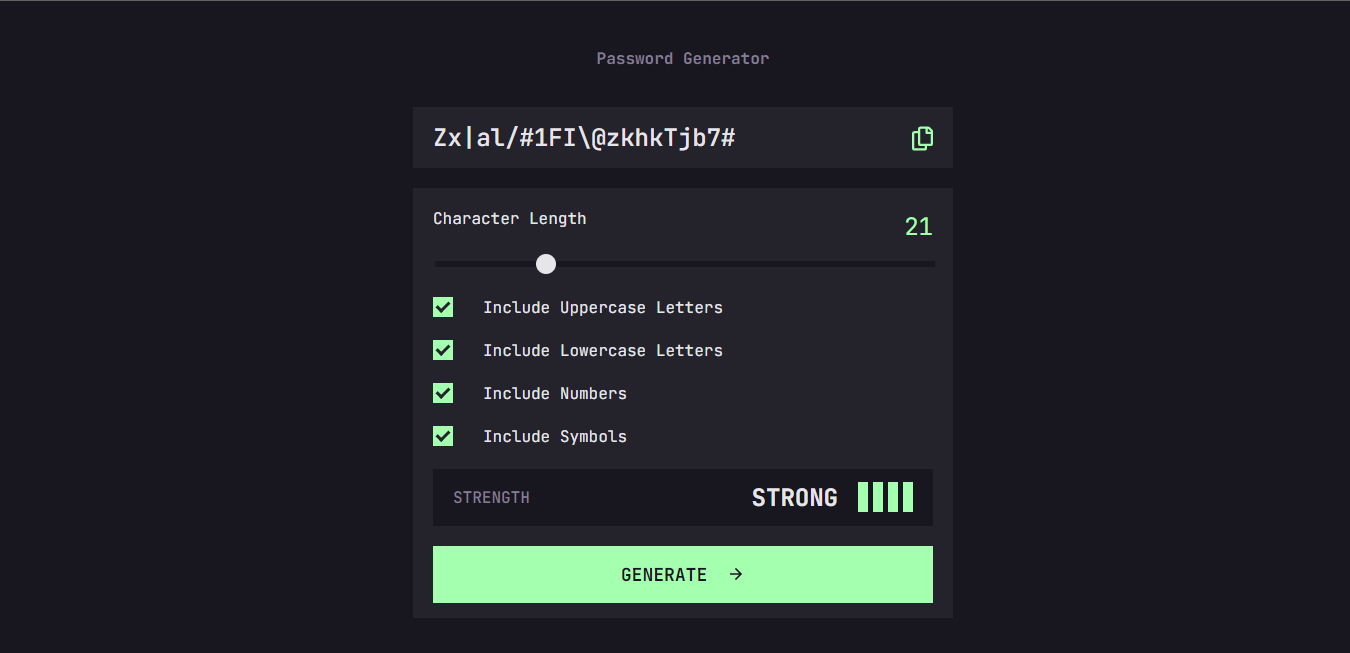 Password Generator
Zx|al/#1FI\@zkhkTjb7#
Character Length
21
Include Uppercase Letters
Include Lowercase Letters
Include Numbers
Include Symbols
STRENGTH STRONG
GENERATE →